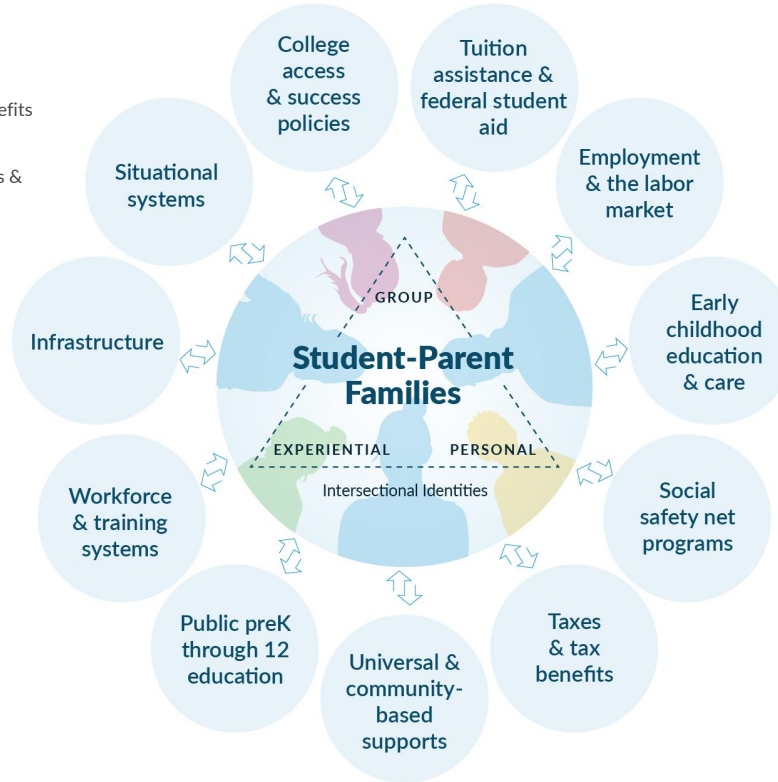 efits
s &
College
access
& success
policies
Tuition
assistance &
federal student
aid
Employment
& the labor
market
Early
childhood
education
& care
Social
safety net
programs
Taxes
& tax
benefits
Universal &
community-
based
supports
Public preK
through 12
education
Workforce
& training
systems
Infrastructure
Situational
systems
GROUP
Student-Parent
Families
EXPERIENTIAL
PERSONAL
Intersectional Identities